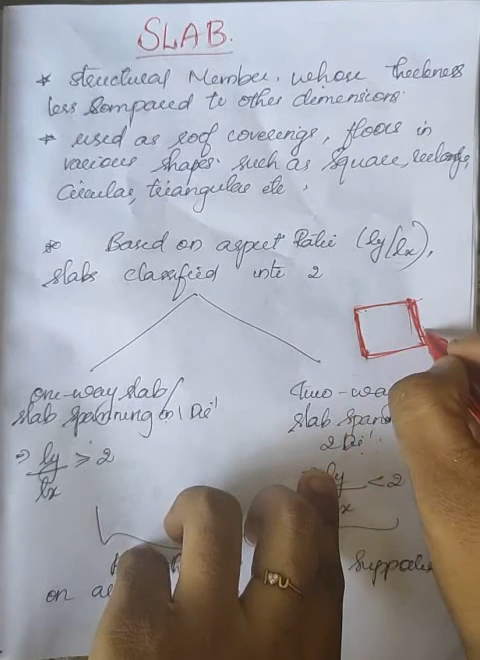 SLAB.
* Structural Member, whose thickness
less compared to other dimensions.
* used as roof coverings, floors in
various shapes. such as Square, rectangle,
Circular, triangular etc.
* Based on aspect Ratio (ly/lx),
slabs classified into 2
one-way slab/
slab spanning in 1 Dir'
⇒ ly/lx ≥ 2
Two-wa
slab span
2 Dir'.
ly/x < 2
on